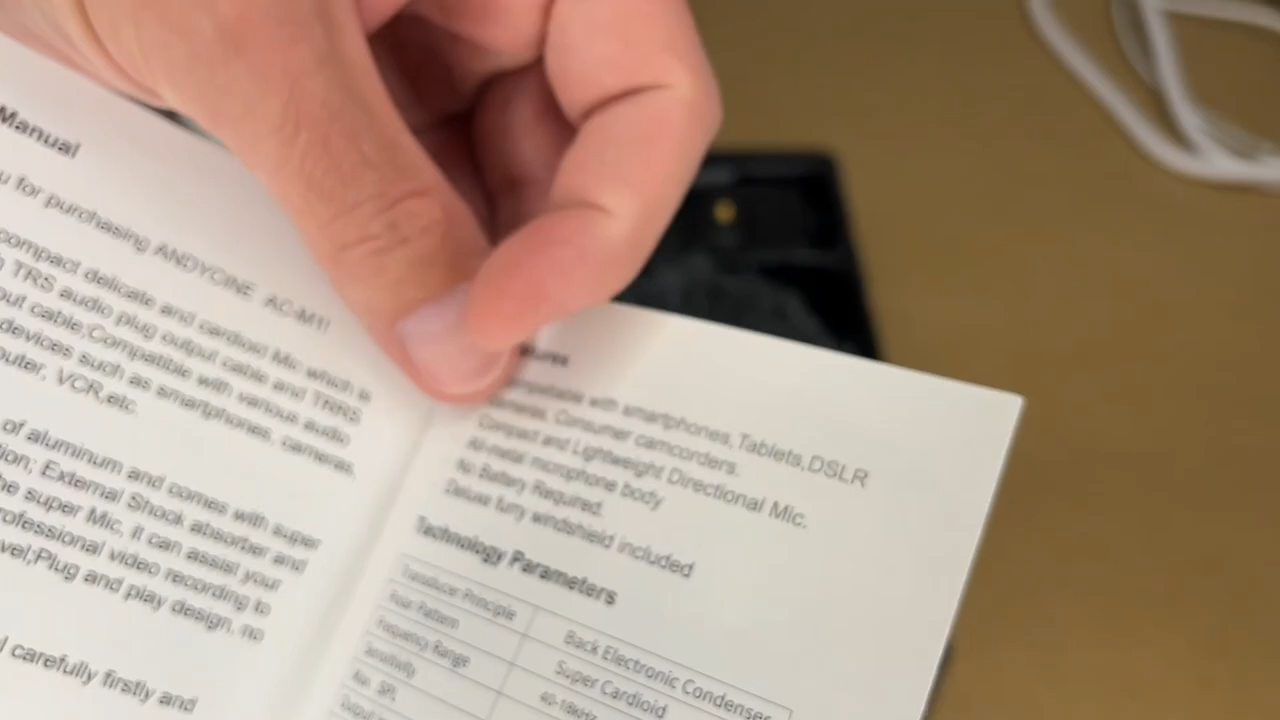 Manual
u for purchasing ANDYCINE AC-M1!
compact delicate and cardioid Mic which is
TRS audio plug output cable and TRRS
out cable;Compatible with various audio
devices such as smartphones, cameras,
outer, VCR,etc.
of aluminum and comes with super
tion; External Shock absorber and
he super Mic, it can assist your
rofessional video recording to
vel;Plug and play design, no
l carefully firstly and
with smartphones, Tablets,DSLR
cameras, Consumer camcorders.
Compact and Lightweight Directional Mic.
All-metal microphone body
No Battery Required.
Deluxe furry windshield included
Technology Parameters
Transducer Principle Back Electronic Condenser
Polar Pattern Super Cardioid
Frequency Range 40-18kHz
Sensitivity